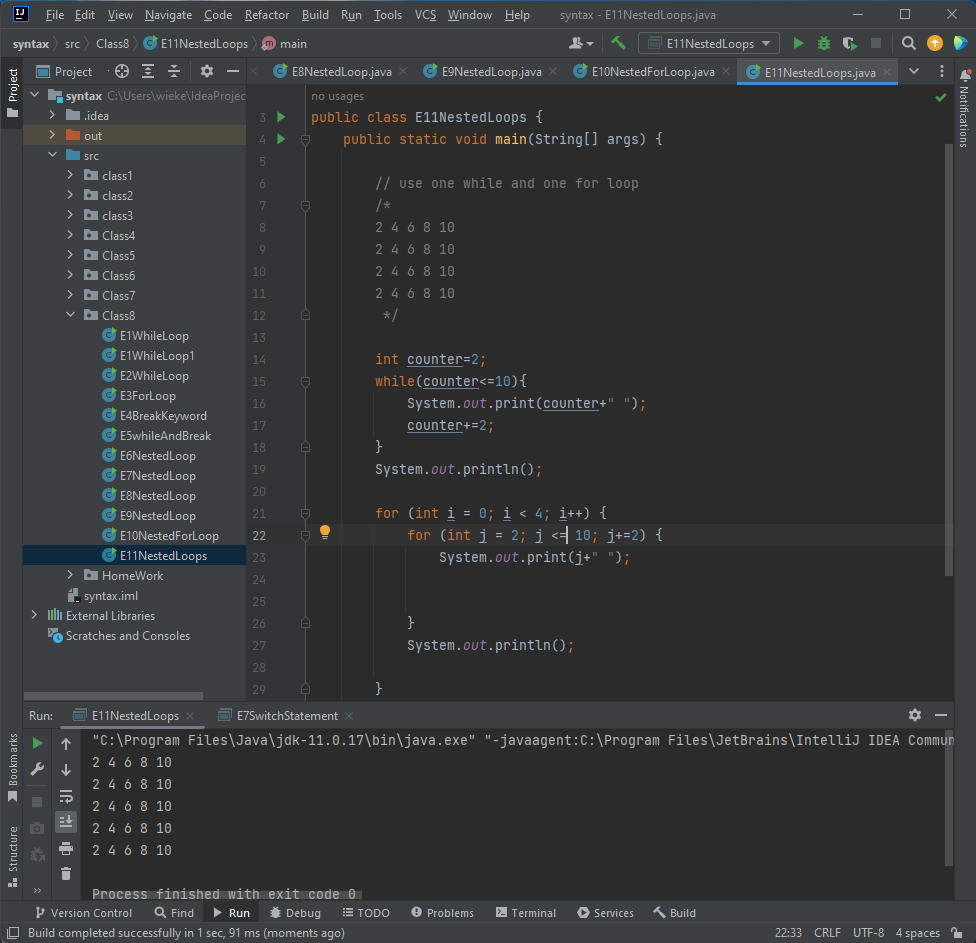 File Edit View Navigate Code Refactor Build Run Tools VCS Window Help syntax - E11NestedLoops.java
syntax src Class8 E11NestedLoops main E11NestedLoops
Project E8NestedLoop.java E9NestedLoop.java E10NestedForLoop.java E11NestedLoops.java
Project
Notifications
syntax C:\Users\wieke\IdeaProjec
.idea
out
src
class1
class2
class3
Class4
Class5
Class6
Class7
Class8
E1WhileLoop
E1WhileLoop1
E2WhileLoop
E3ForLoop
E4BreakKeyword
E5whileAndBreak
E6NestedLoop
E7NestedLoop
E8NestedLoop
E9NestedLoop
E10NestedForLoop
E11NestedLoops
HomeWork
syntax.iml
External Libraries
Scratches and Consoles
no usages
3 public class E11NestedLoops {
4 public static void main(String[] args) {
5
6 // use one while and one for loop
7 /*
8 2 4 6 8 10
9 2 4 6 8 10
10 2 4 6 8 10
11 2 4 6 8 10
12 */
13
14 int counter=2;
15 while(counter<=10){
16 System.out.print(counter+" ");
17 counter+=2;
18 }
19 System.out.println();
20
21 for (int i = 0; i < 4; i++) {
22 for (int j = 2; j <= 10; j+=2) {
23 System.out.print(j+" ");
24
25
26 }
27 System.out.println();
28
29 }
Run: E11NestedLoops E7SwitchStatement
Bookmarks
Structure
"C:\Program Files\Java\jdk-11.0.17\bin\java.exe" "-javaagent:C:\Program Files\JetBrains\IntelliJ IDEA Commun
2 4 6 8 10
2 4 6 8 10
2 4 6 8 10
2 4 6 8 10
2 4 6 8 10
Process finished with exit code 0
Version Control Find Run Debug TODO Problems Terminal Services Build
Build completed successfully in 1 sec, 91 ms (moments ago) 22:33 CRLF UTF-8 4 spaces